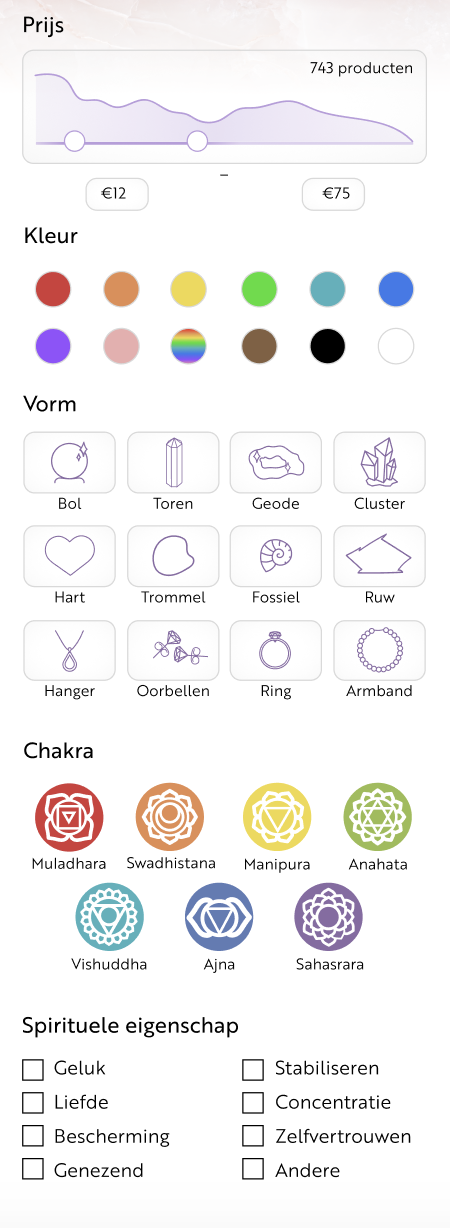 Prijs
743 producten
€12 – €75
Kleur
Vorm
Bol Toren Geode Cluster
Hart Trommel Fossiel Ruw
Hanger Oorbellen Ring Armband
Chakra
Muladhara Swadhistana Manipura Anahata
Vishuddha Ajna Sahasrara
Spirituele eigenschap
Geluk Stabiliseren
Liefde Concentratie
Bescherming Zelfvertrouwen
Genezend Andere